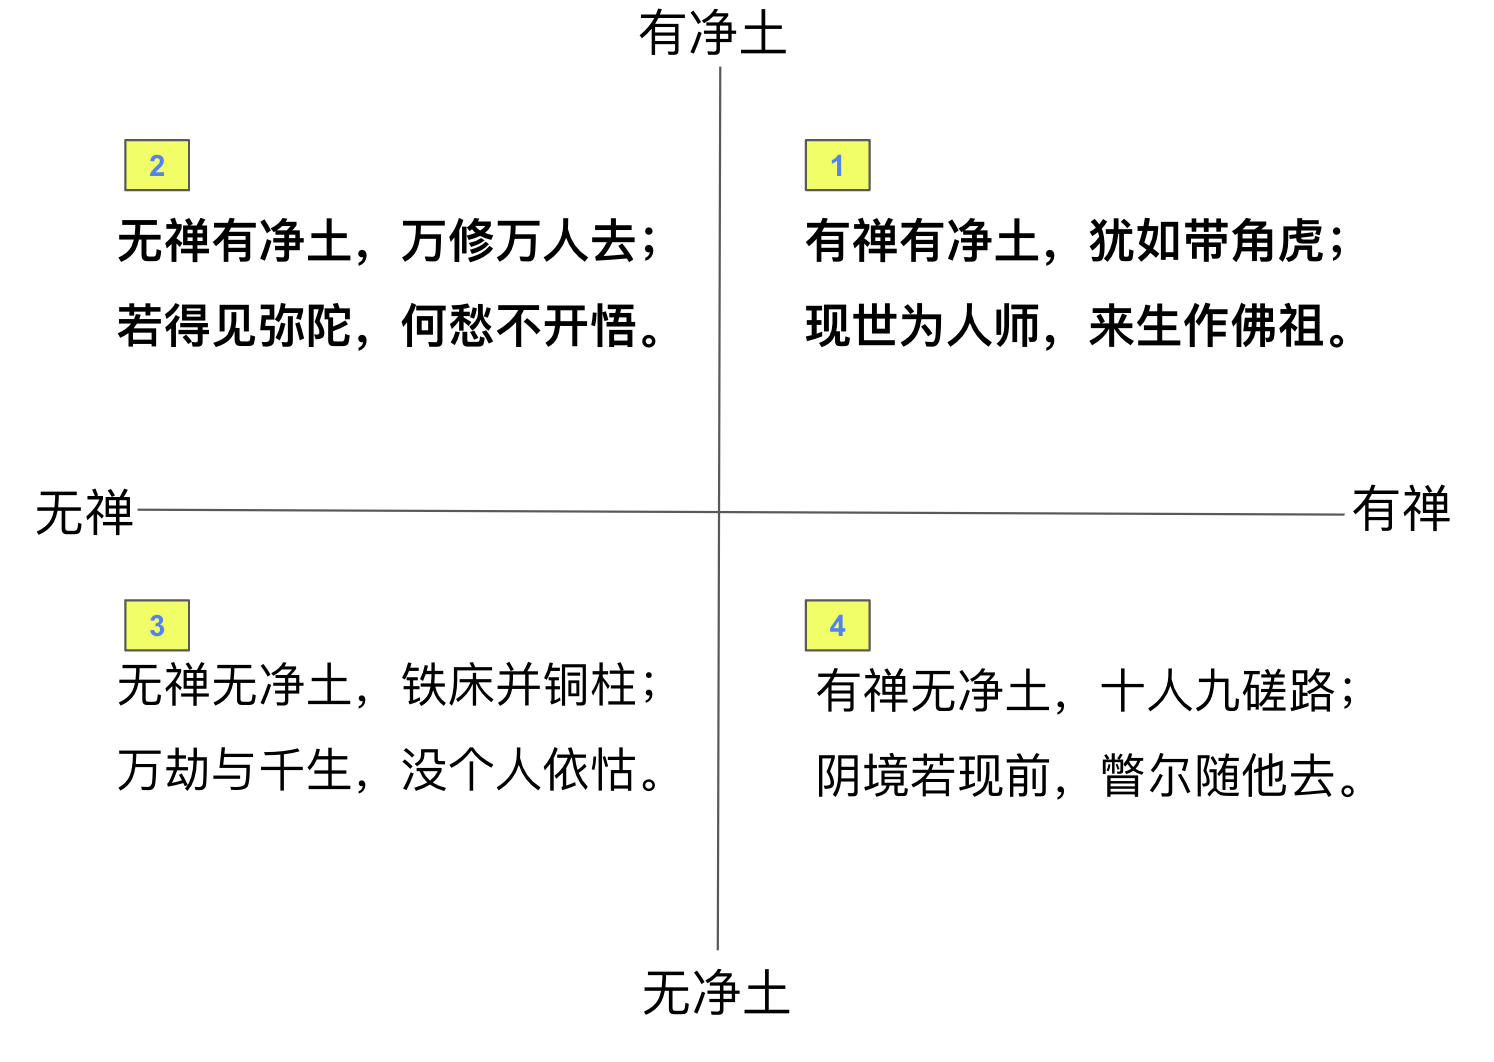 有净土
2
无禅有净土，万修万人去；
若得见弥陀，何愁不开悟。
1
有禅有净土，犹如带角虎；
现世为人师，来生作佛祖。
无禅
有禅
3
无禅无净土，铁床并铜柱；
万劫与千生，没个人依怙。
4
有禅无净土，十人九磋路；
阴境若现前，瞥尔随他去。
无净土